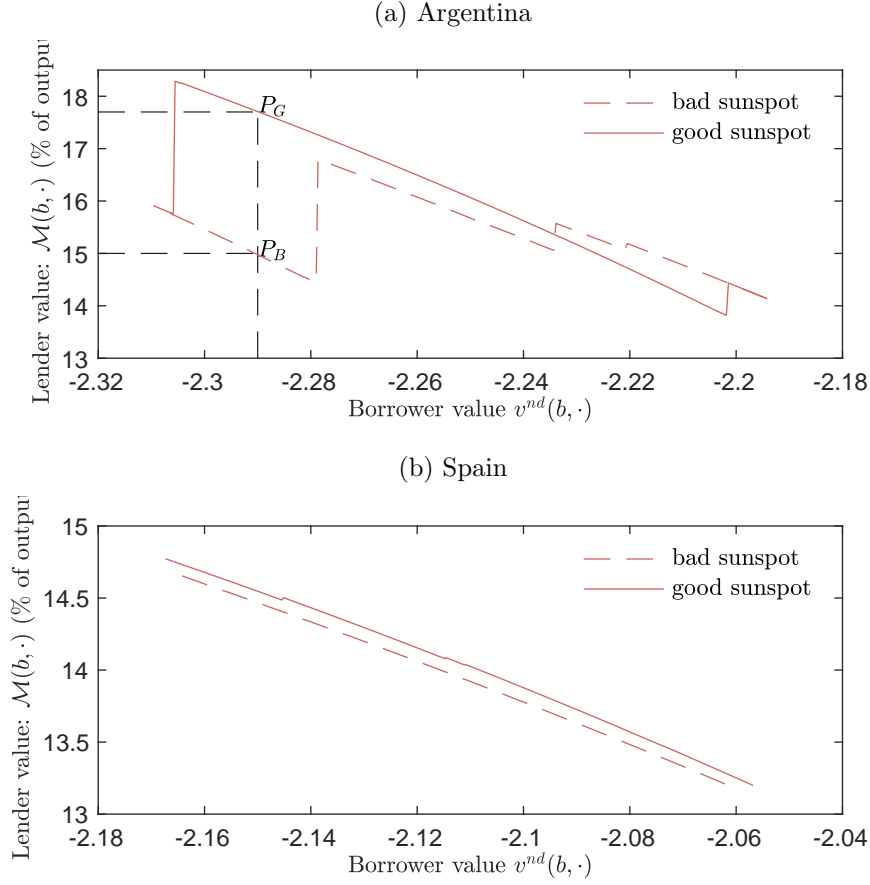 (a) Argentina
Lender value: M(b,·) (% of outpu
18
17
16
15
14
13
P_G
P_B
bad sunspot
good sunspot
-2.32 -2.3 -2.28 -2.26 -2.24 -2.22 -2.2 -2.18
Borrower value v^{nd}(b,·)
(b) Spain
Lender value: M(b,·) (% of outpu
15
14.5
14
13.5
13
bad sunspot
good sunspot
-2.18 -2.16 -2.14 -2.12 -2.1 -2.08 -2.06 -2.04
Borrower value v^{nd}(b,·)